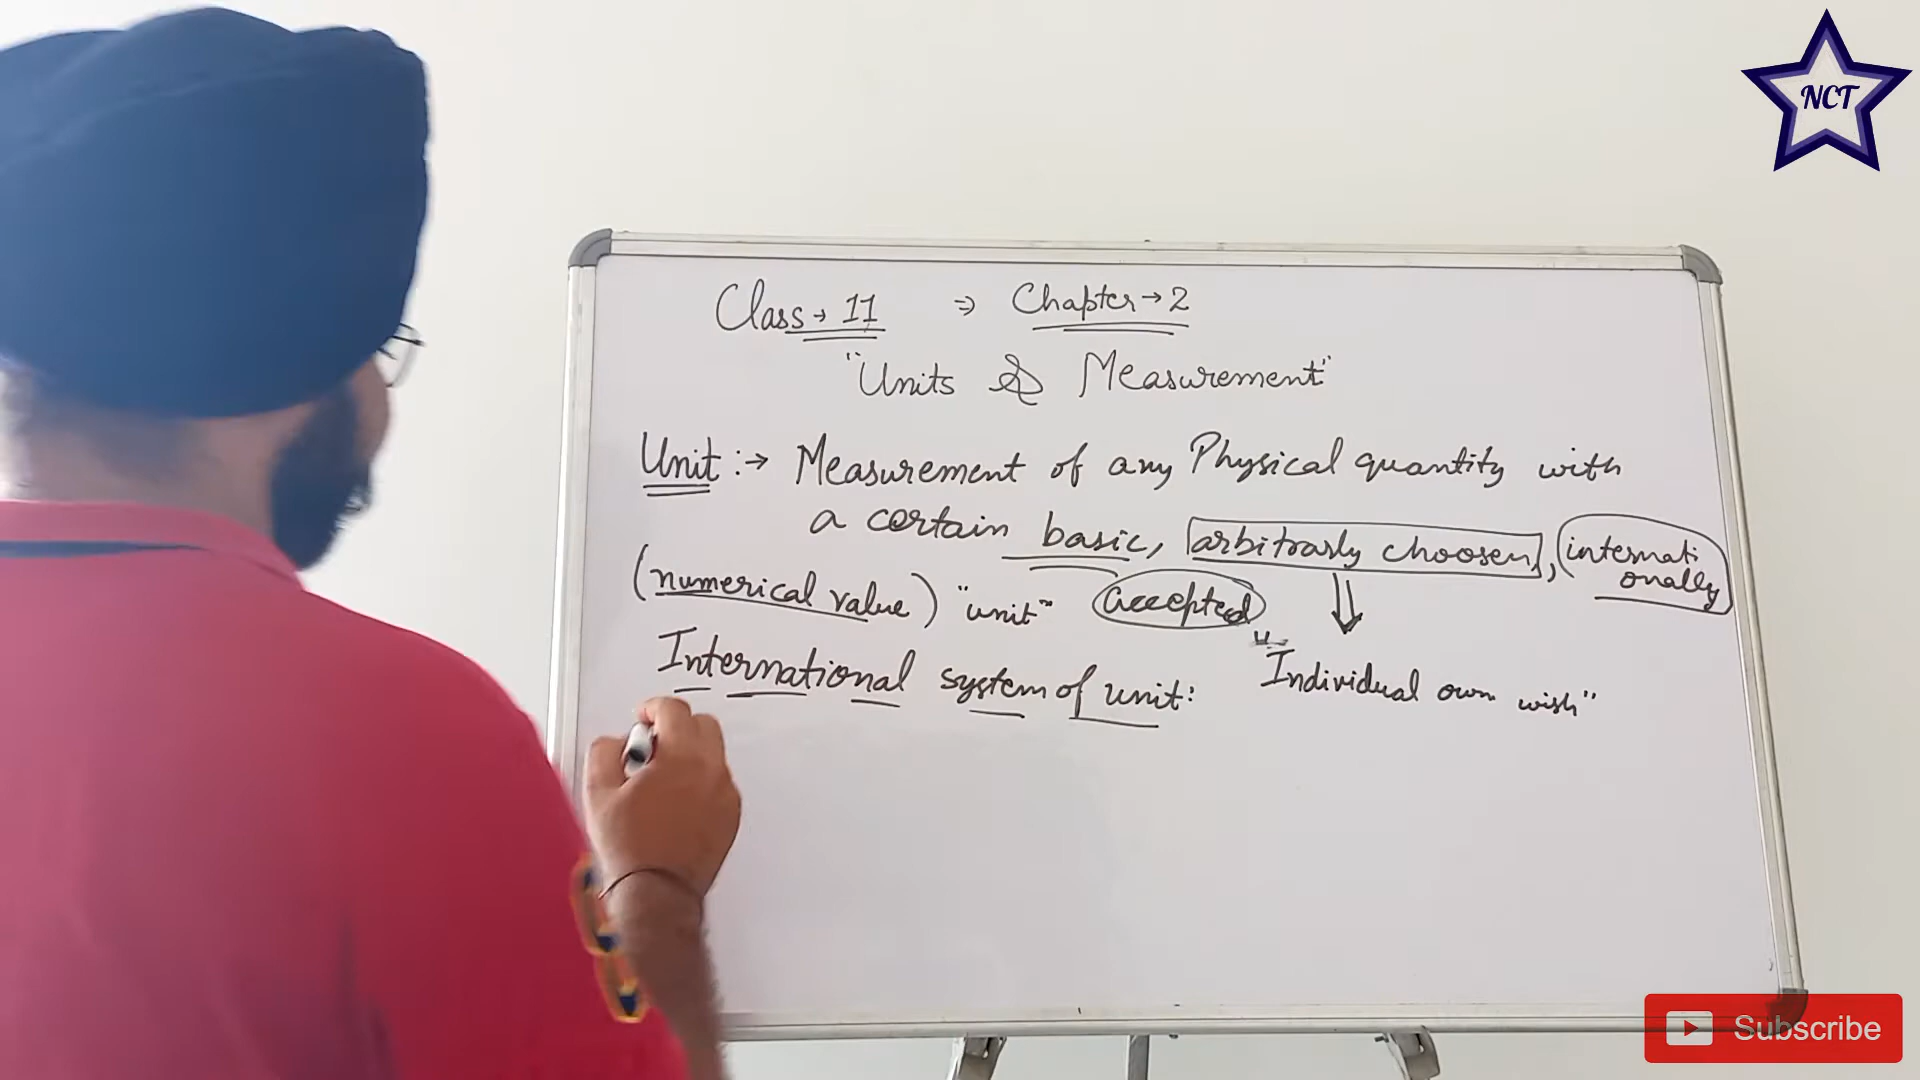 NCT
Class → 11 ⇒ Chapter → 2
"Units & Measurement"
Unit :→ Measurement of any Physical quantity with
a certain basic, arbitrarly choosen, internati
onally
(numerical value) "unit" accepted
International system of unit: "Individual own wish"
Subscribe